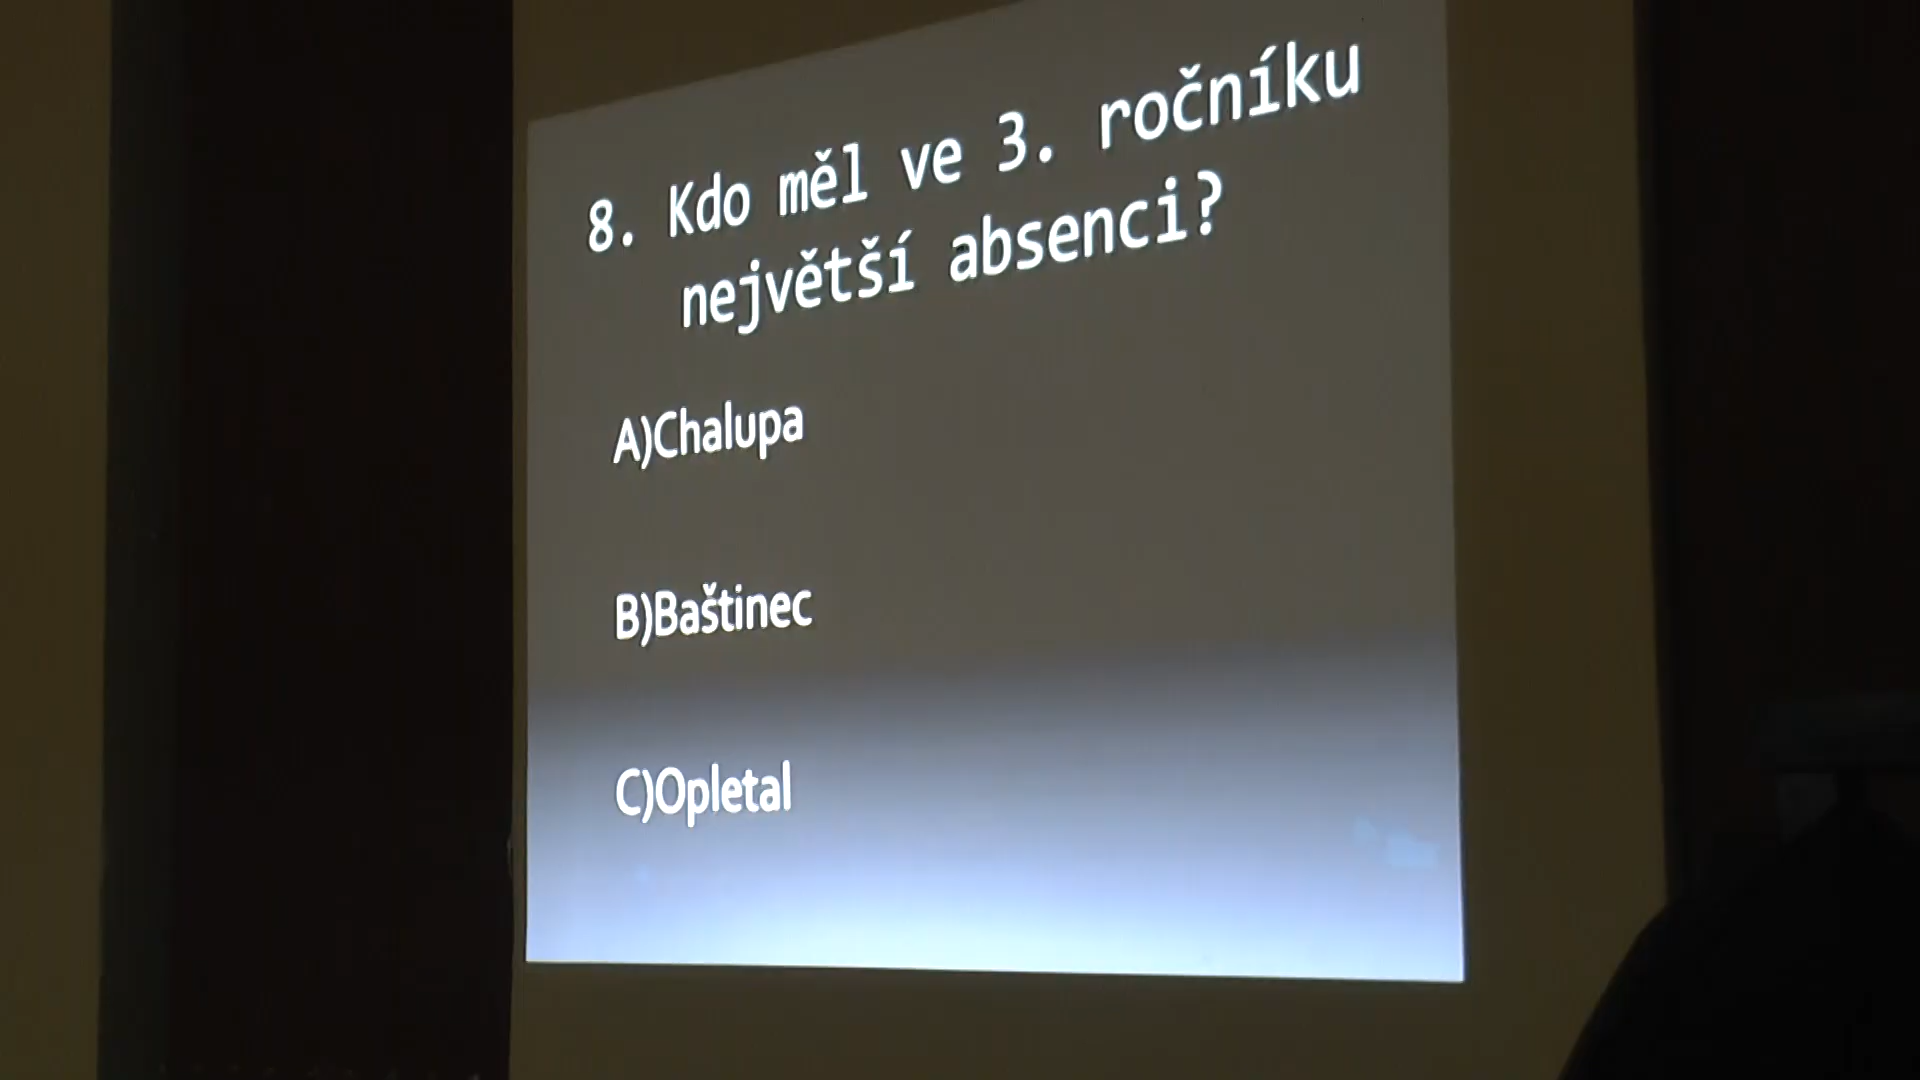 8. Kdo měl ve 3. ročníku
největší absenci?
A)Chalupa
B)Baštinec
C)Opletal